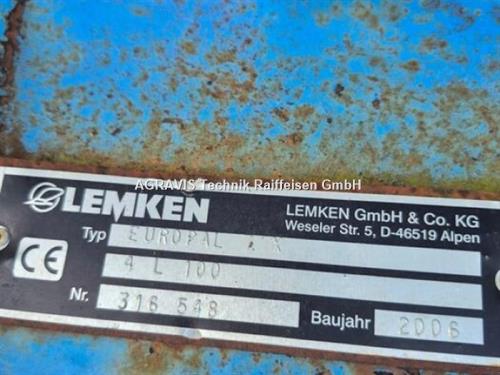 AGRAVIS Technik Raiffeisen GmbH
LEMKEN
LEMKEN GmbH & Co. KG
Weseler Str. 5, D-46519 Alpen
Typ EUROPAL X
4 L 100
Nr. 316 548
Baujahr 2006
CE